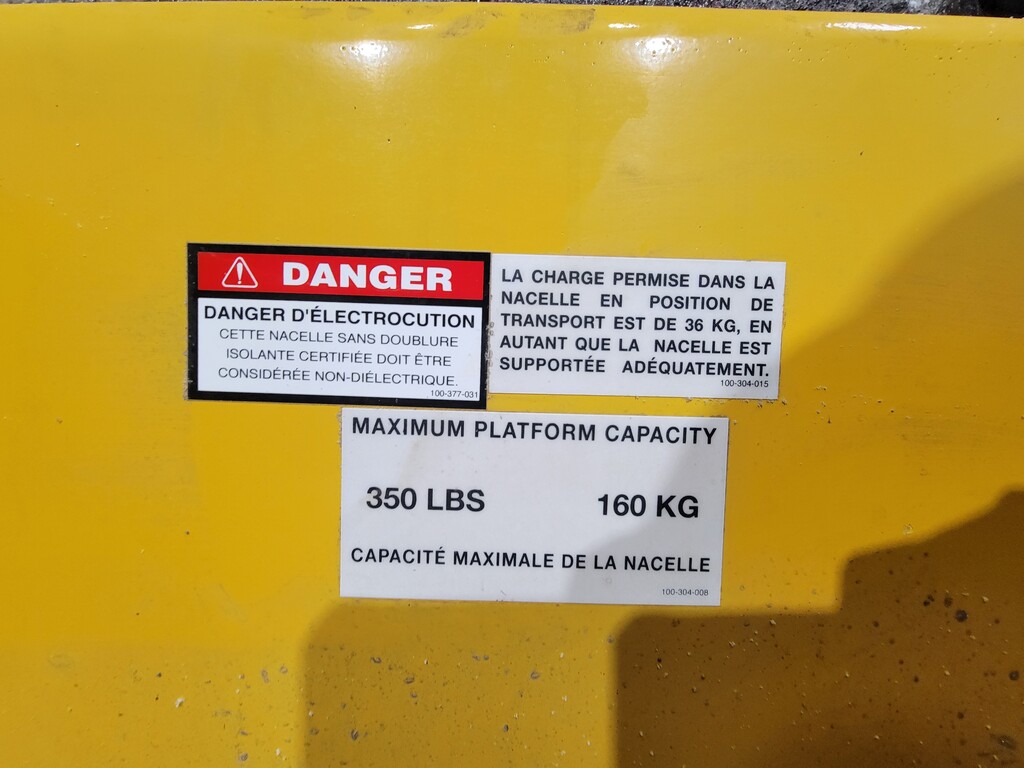 DANGER
DANGER D'ÉLECTROCUTION
CETTE NACELLE SANS DOUBLURE
ISOLANTE CERTIFIÉE DOIT ÊTRE
CONSIDÉRÉE NON-DIÉLECTRIQUE.
100-377-031
LA CHARGE PERMISE DANS LA
NACELLE EN POSITION DE
TRANSPORT EST DE 36 KG, EN
AUTANT QUE LA NACELLE EST
SUPPORTÉE ADÉQUATEMENT.
100-304-015
MAXIMUM PLATFORM CAPACITY
350 LBS 160 KG
CAPACITÉ MAXIMALE DE LA NACELLE
100-304-008